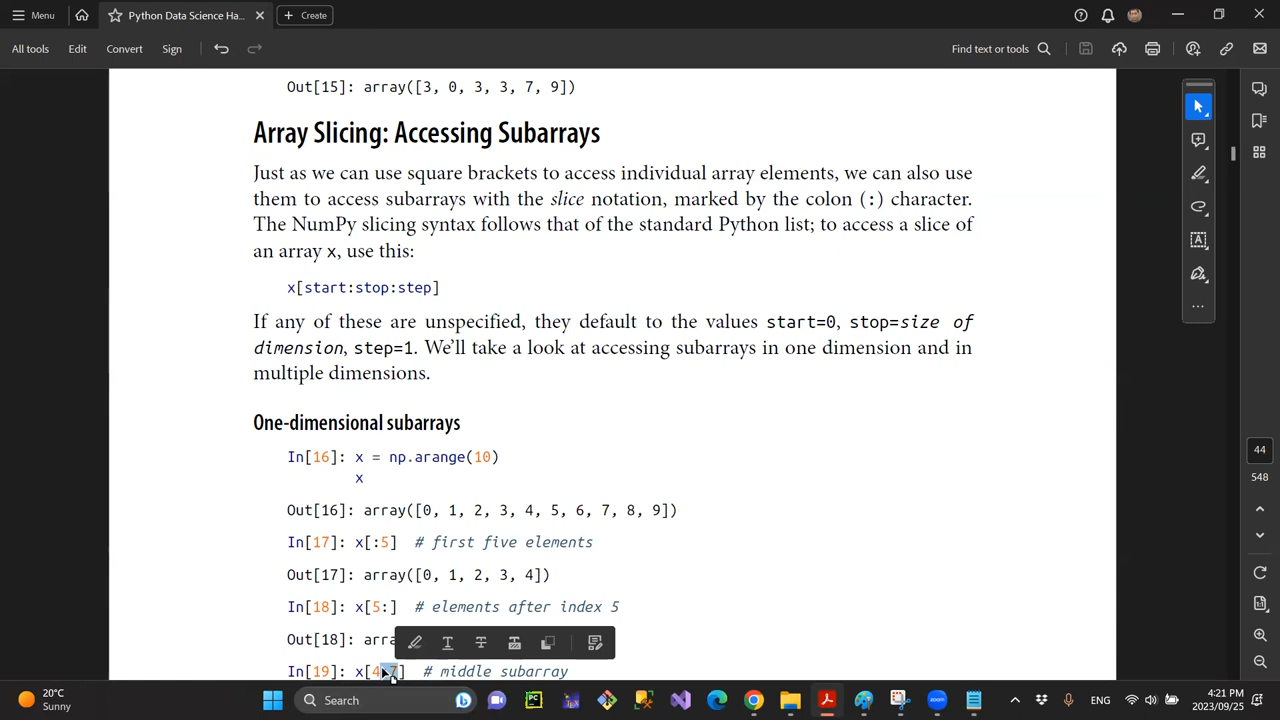 Menu
Python Data Science Ha...
Create
All tools
Edit
Convert
Sign
Find text or tools
Out[15]: array([3, 0, 3, 3, 7, 9])
Array Slicing: Accessing Subarrays
Just as we can use square brackets to access individual array elements, we can also use
them to access subarrays with the slice notation, marked by the colon (:) character.
The NumPy slicing syntax follows that of the standard Python list; to access a slice of
an array x, use this:
x[start:stop:step]
If any of these are unspecified, they default to the values start=0, stop=size of
dimension, step=1. We'll take a look at accessing subarrays in one dimension and in
multiple dimensions.
One-dimensional subarrays
In[16]: x = np.arange(10)
x
Out[16]: array([0, 1, 2, 3, 4, 5, 6, 7, 8, 9])
In[17]: x[:5] # first five elements
Out[17]: array([0, 1, 2, 3, 4])
In[18]: x[5:] # elements after index 5
Out[18]: arra
In[19]: x[4:7] # middle subarray
44
548
20°C
Sunny
Search
ENG
4:21 PM
2023/09/25